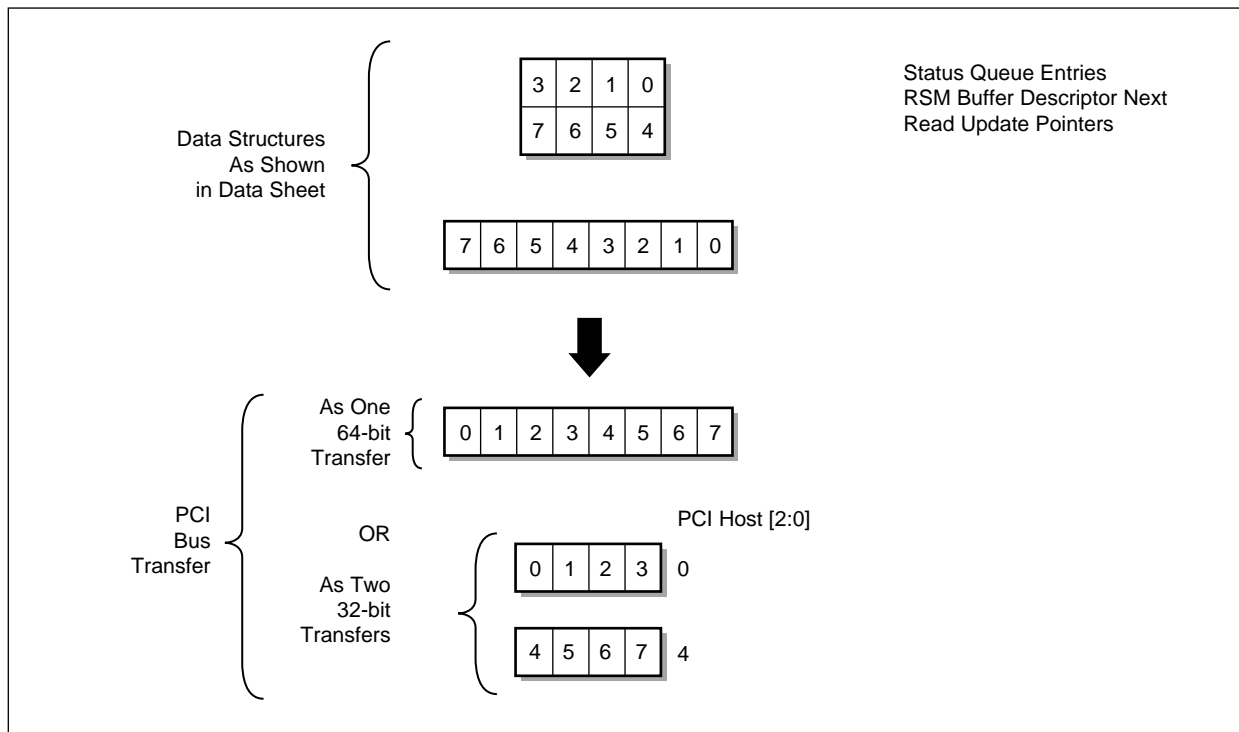 3 2 1 0
7 6 5 4
Status Queue Entries
RSM Buffer Descriptor Next
Read Update Pointers
Data Structures
As Shown
in Data Sheet
7 6 5 4 3 2 1 0
As One
64-bit
Transfer
0 1 2 3 4 5 6 7
PCI
Bus
Transfer
OR
PCI Host [2:0]
As Two
32-bit
Transfers
0 1 2 3 0
4 5 6 7 4